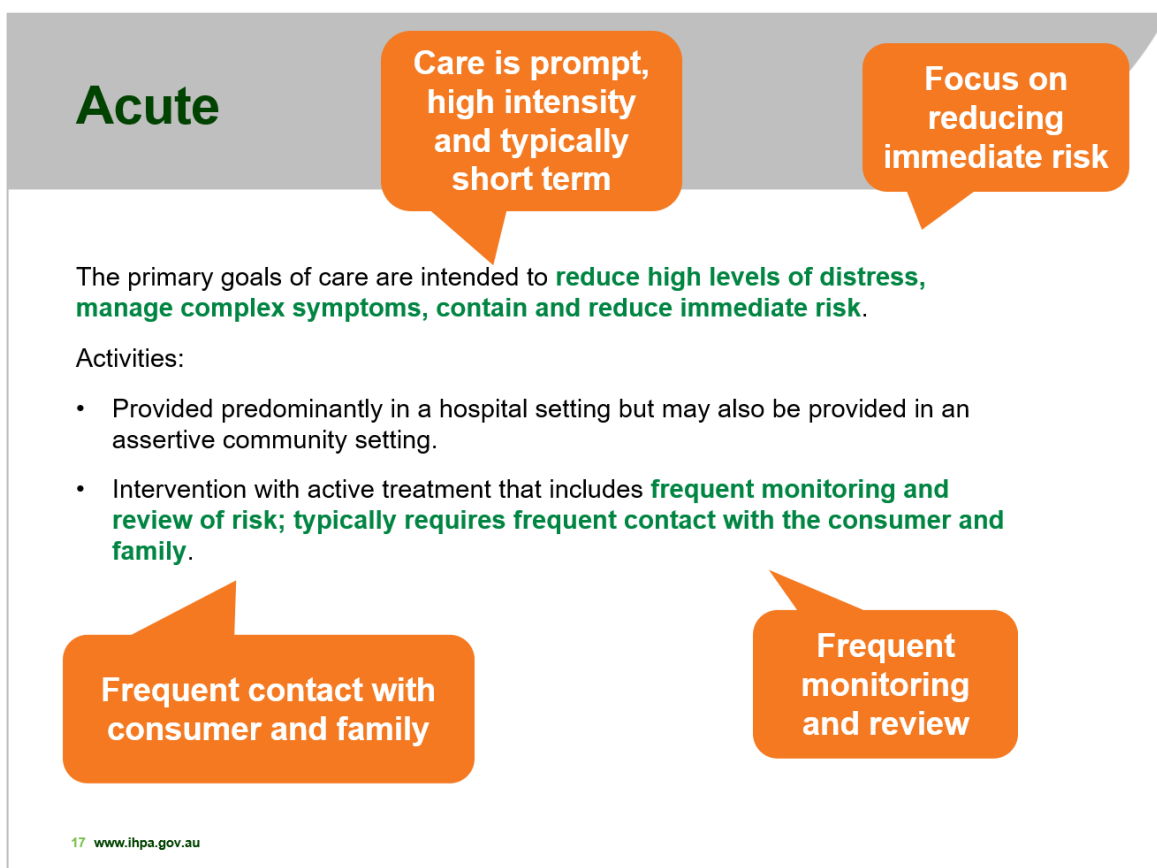 Acute
Care is prompt,
high intensity
and typically
short term
Focus on
reducing
immediate risk
The primary goals of care are intended to reduce high levels of distress,
manage complex symptoms, contain and reduce immediate risk.
Activities:
• Provided predominantly in a hospital setting but may also be provided in an
assertive community setting.
• Intervention with active treatment that includes frequent monitoring and
review of risk; typically requires frequent contact with the consumer and
family.
Frequent contact with
consumer and family
Frequent
monitoring
and review
17 www.ihpa.gov.au